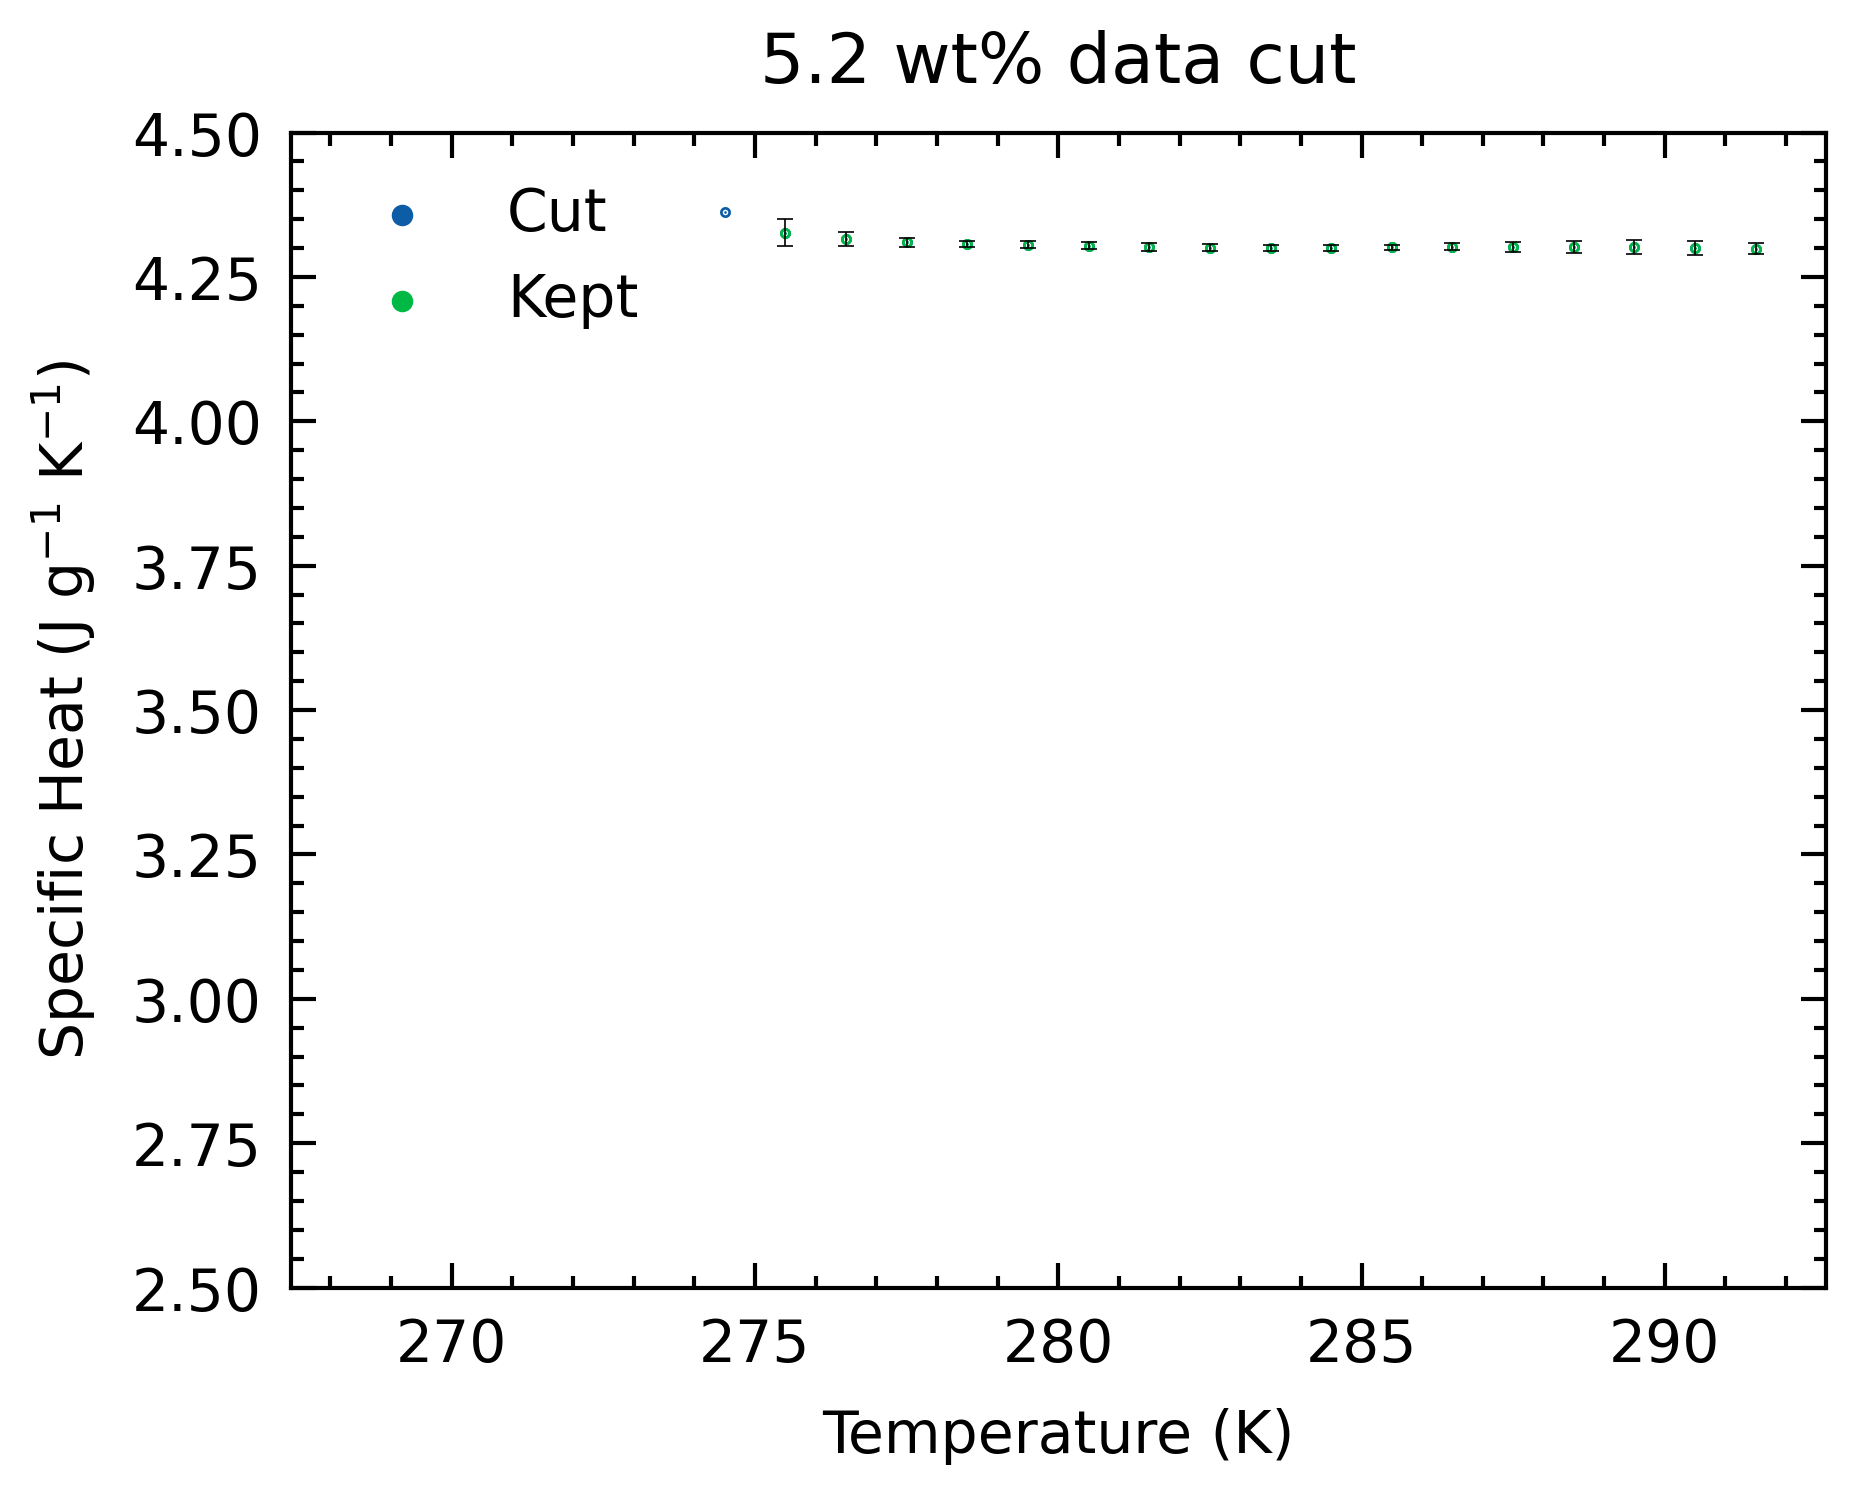 5.2 wt% data cut
4.50
4.25
4.00
3.75
3.50
3.25
3.00
2.75
2.50
Specific Heat (J g⁻¹ K⁻¹)
Cut
Kept
270 275 280 285 290
Temperature (K)